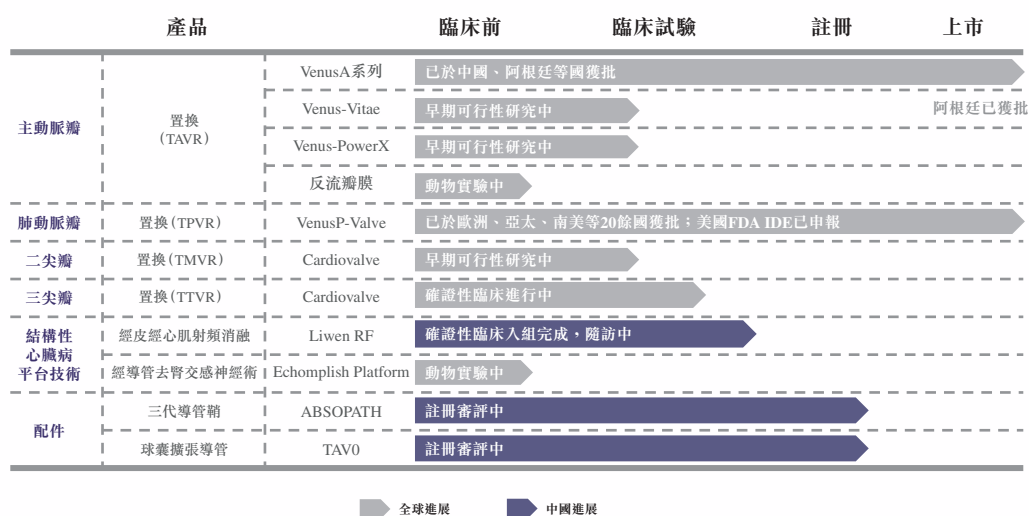 產品 臨床前 臨床試驗 註冊 上市
主動脈瓣
置換
(TAVR)
VenusA系列 已於中國、阿根廷等國獲批
Venus-Vitae 早期可行性研究中 阿根廷已獲批
Venus-PowerX 早期可行性研究中
反流瓣膜 動物實驗中
肺動脈瓣 置換(TPVR) VenusP-Valve 已於歐洲、亞太、南美等20餘國獲批；美國FDA IDE已申報
二尖瓣 置換(TMVR) Cardiovalve 早期可行性研究中
三尖瓣 置換(TTVR) Cardiovalve 確證性臨床進行中
結構性
心臟病
平台技術
經皮經心肌射頻消融 Liwen RF 確證性臨床入組完成，隨訪中
經導管去腎交感神經術 Echomplish Platform 動物實驗中
配件
三代導管鞘 ABSOPATH 註冊審評中
球囊擴張導管 TAV0 註冊審評中
全球進展 中國進展